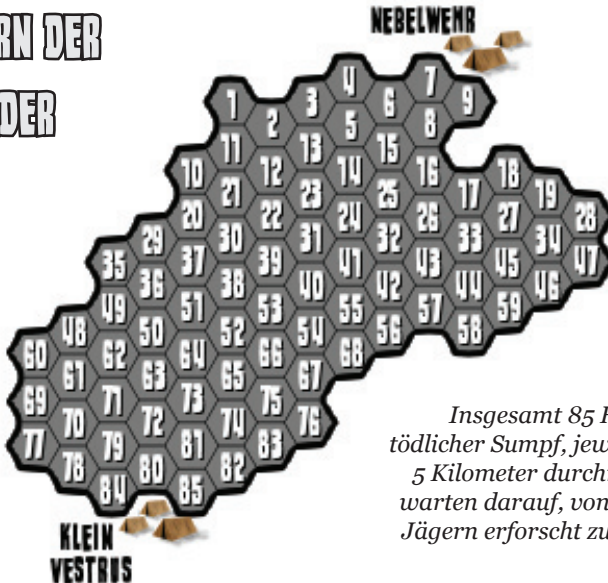 RN DER
DER
NEBELWEHR
4 7
1 3 6 9
2 5 8
11 13 15
10 12 14 16 18
21 23 25 17 19
20 22 24 26 27 28
29 30 31 32 33 34
35 37 39 41 43 45 47
36 38 40 42 44 46
49 51 53 55 57 59
48 50 52 54 56 58
60 62 64 66 68
61 63 65 67
69 71 73 75
70 72 74 76
77 79 81 83
78 80 82
84 85
Insgesamt 85 H
tödlicher Sumpf, jew
5 Kilometer durch
warten darauf, von
Jägern erforscht zu
KLEIN
VESTRUS